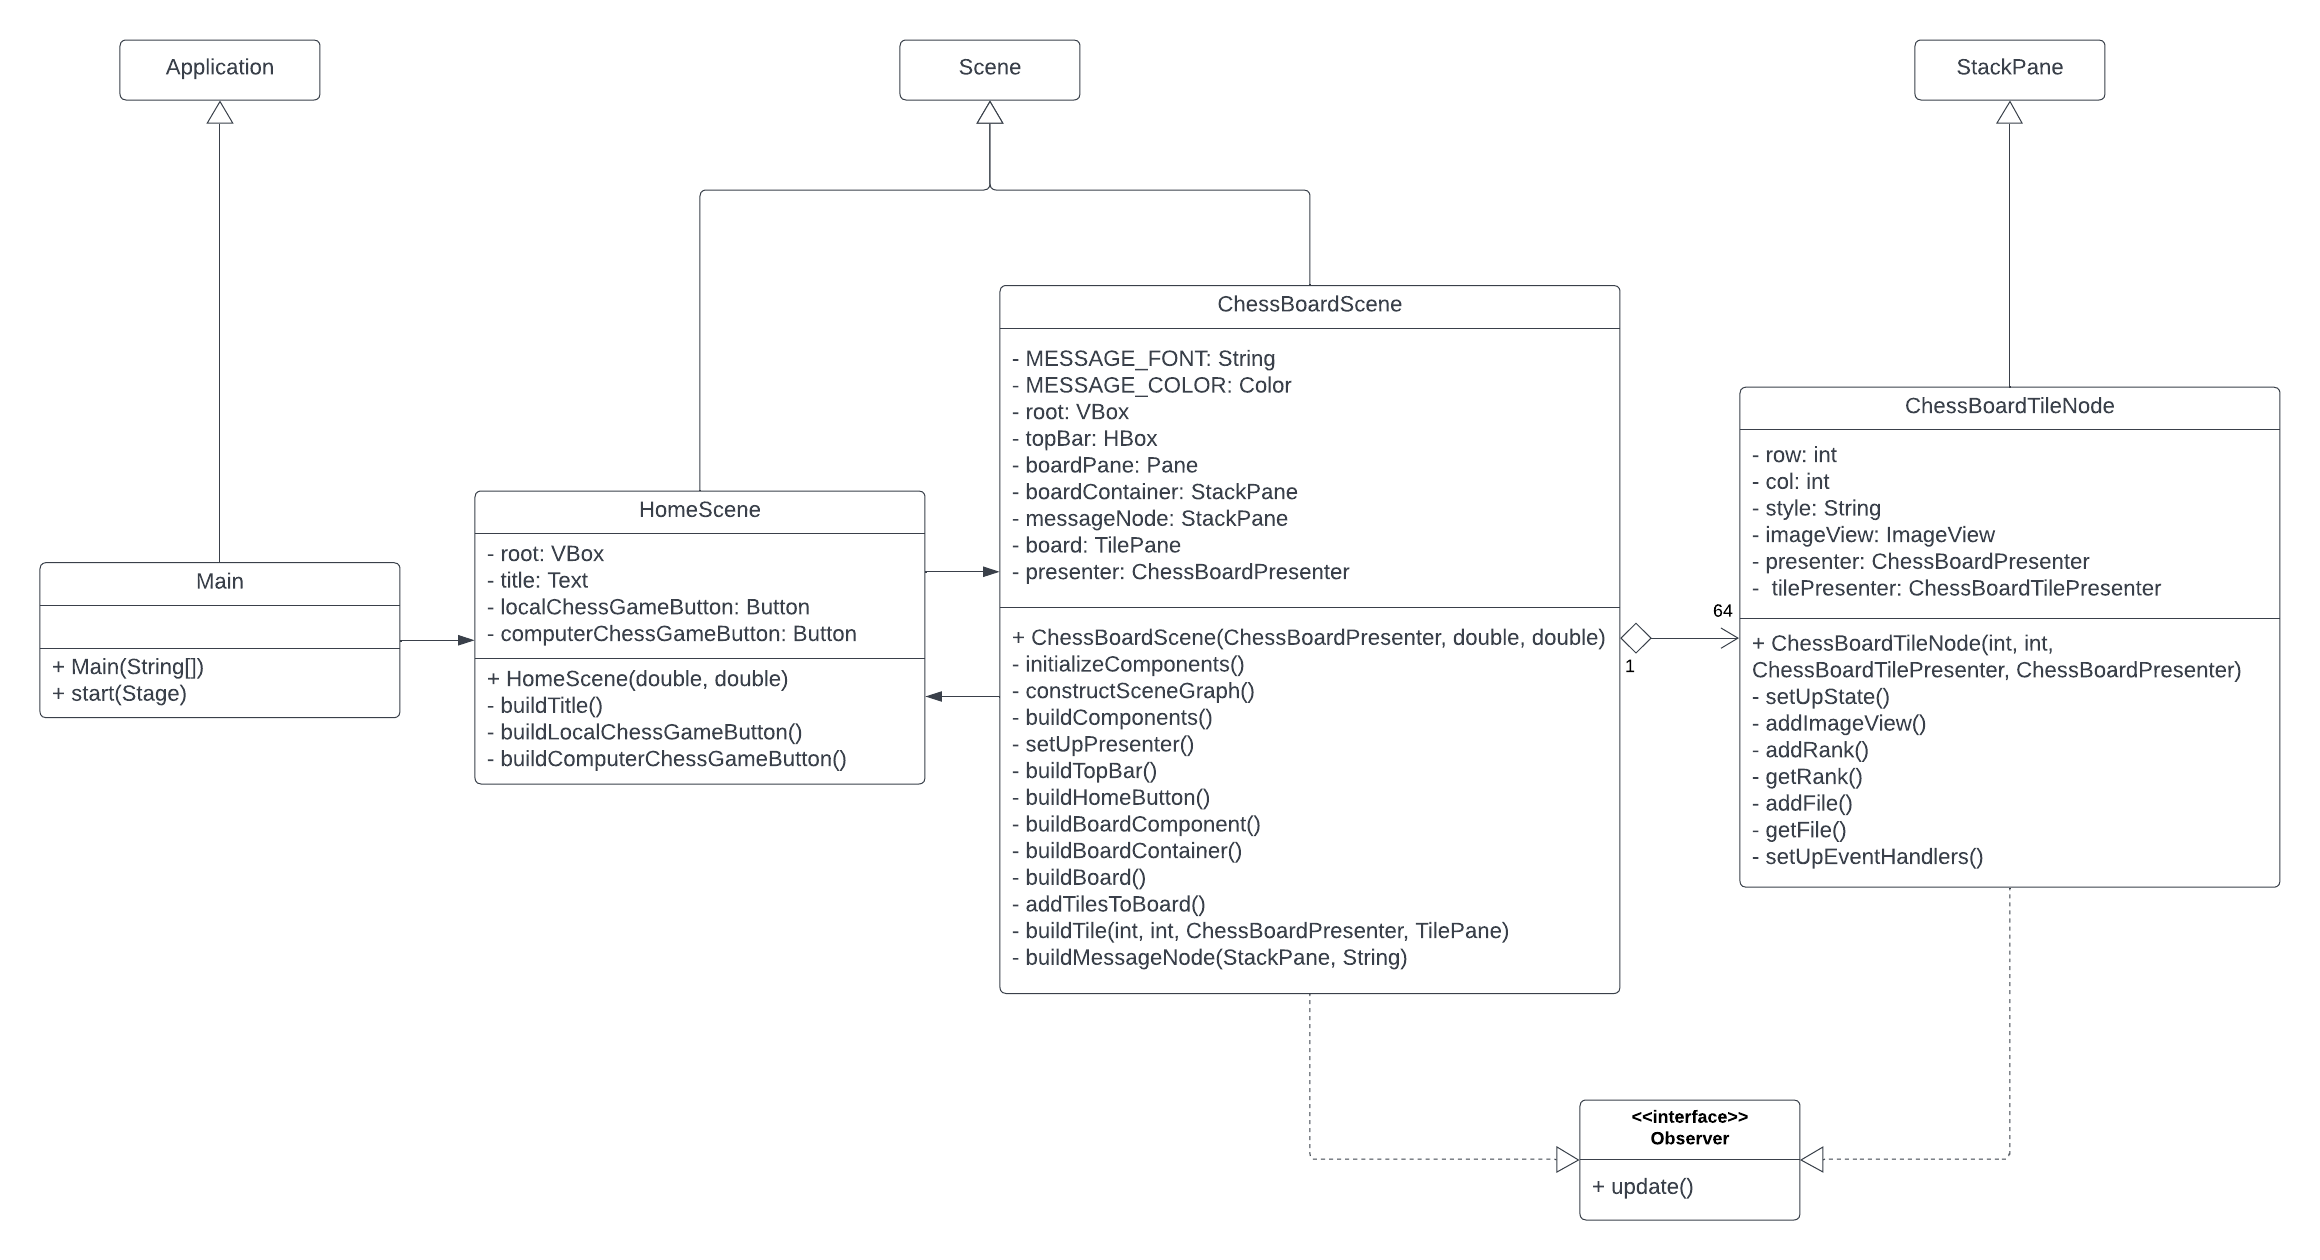 Application
Scene
StackPane
ChessBoardScene
- MESSAGE_FONT: String
- MESSAGE_COLOR: Color
- root: VBox
- topBar: HBox
- boardPane: Pane
- boardContainer: StackPane
- messageNode: StackPane
- board: TilePane
- presenter: ChessBoardPresenter
+ ChessBoardScene(ChessBoardPresenter, double, double)
- initializeComponents()
- constructSceneGraph()
- buildComponents()
- setUpPresenter()
- buildTopBar()
- buildHomeButton()
- buildBoardComponent()
- buildBoardContainer()
- buildBoard()
- addTilesToBoard()
- buildTile(int, int, ChessBoardPresenter, TilePane)
- buildMessageNode(StackPane, String)
ChessBoardTileNode
- row: int
- col: int
- style: String
- imageView: ImageView
- presenter: ChessBoardPresenter
-  tilePresenter: ChessBoardTilePresenter
+ ChessBoardTileNode(int, int,
ChessBoardTilePresenter, ChessBoardPresenter)
- setUpState()
- addImageView()
- addRank()
- getRank()
- addFile()
- getFile()
- setUpEventHandlers()
HomeScene
- root: VBox
- title: Text
- localChessGameButton: Button
- computerChessGameButton: Button
+ HomeScene(double, double)
- buildTitle()
- buildLocalChessGameButton()
- buildComputerChessGameButton()
Main
+ Main(String[])
+ start(Stage)
64
1
<<interface>>
Observer
+ update()